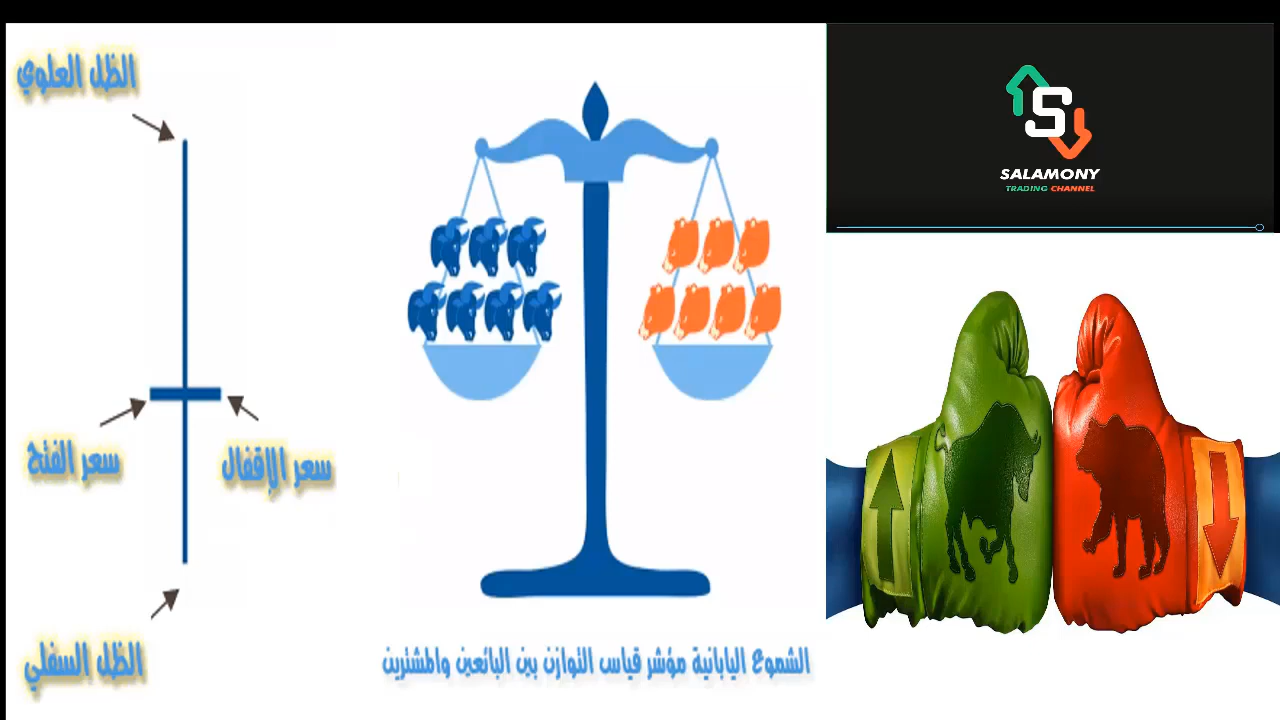 الظل العلوي
سعر الفتح
سعر الإقفال
الظل السفلي
الشموع اليابانية مؤشر قياس التوازن بين البائعين والمشترين
S
SALAMONY
TRADING CHANNEL